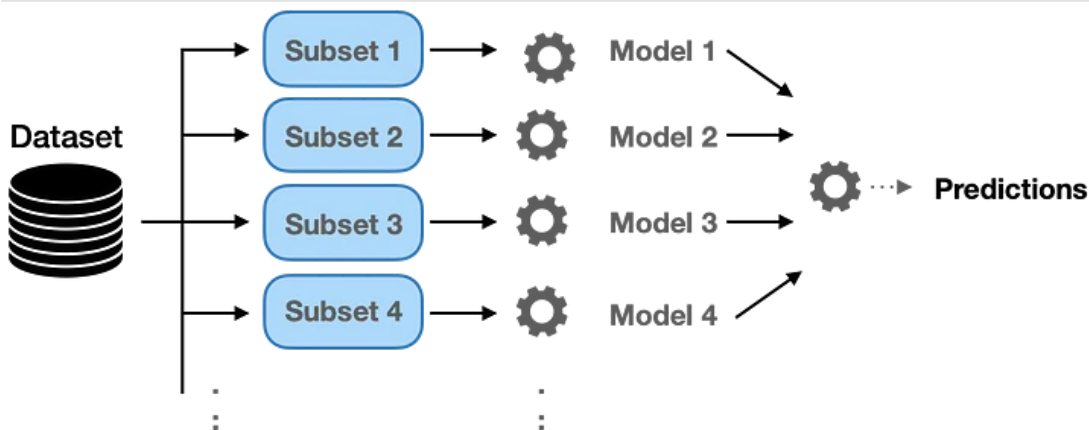 Dataset
Subset 1
Model 1
Subset 2
Model 2
Subset 3
Model 3
Subset 4
Model 4
Predictions